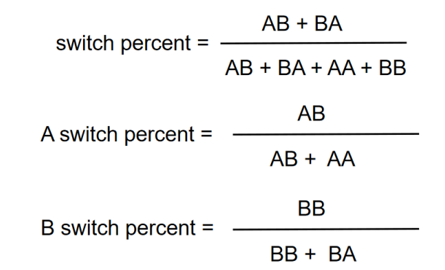 AB + BA
switch percent =
AB + BA + AA + BB
AB
A switch percent =
AB + AA
BB
B switch percent =
BB + BA